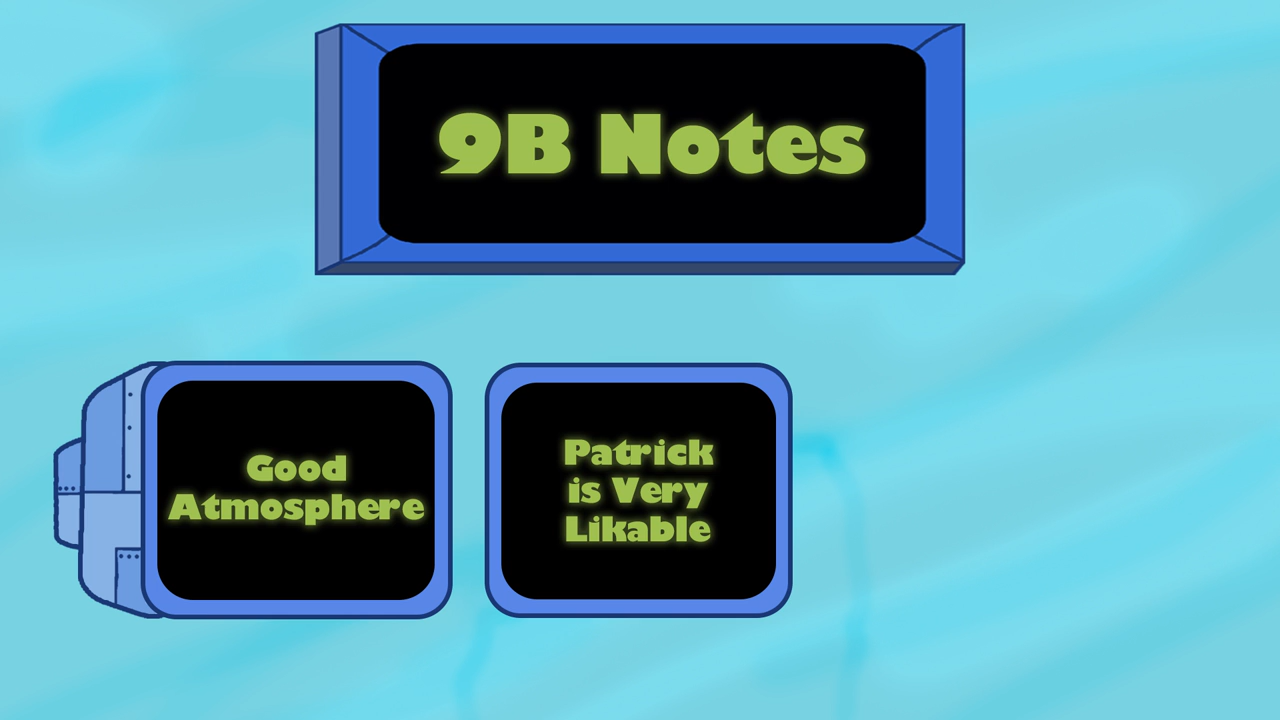 9B Notes
Good
Atmosphere
Patrick
is Very
Likable